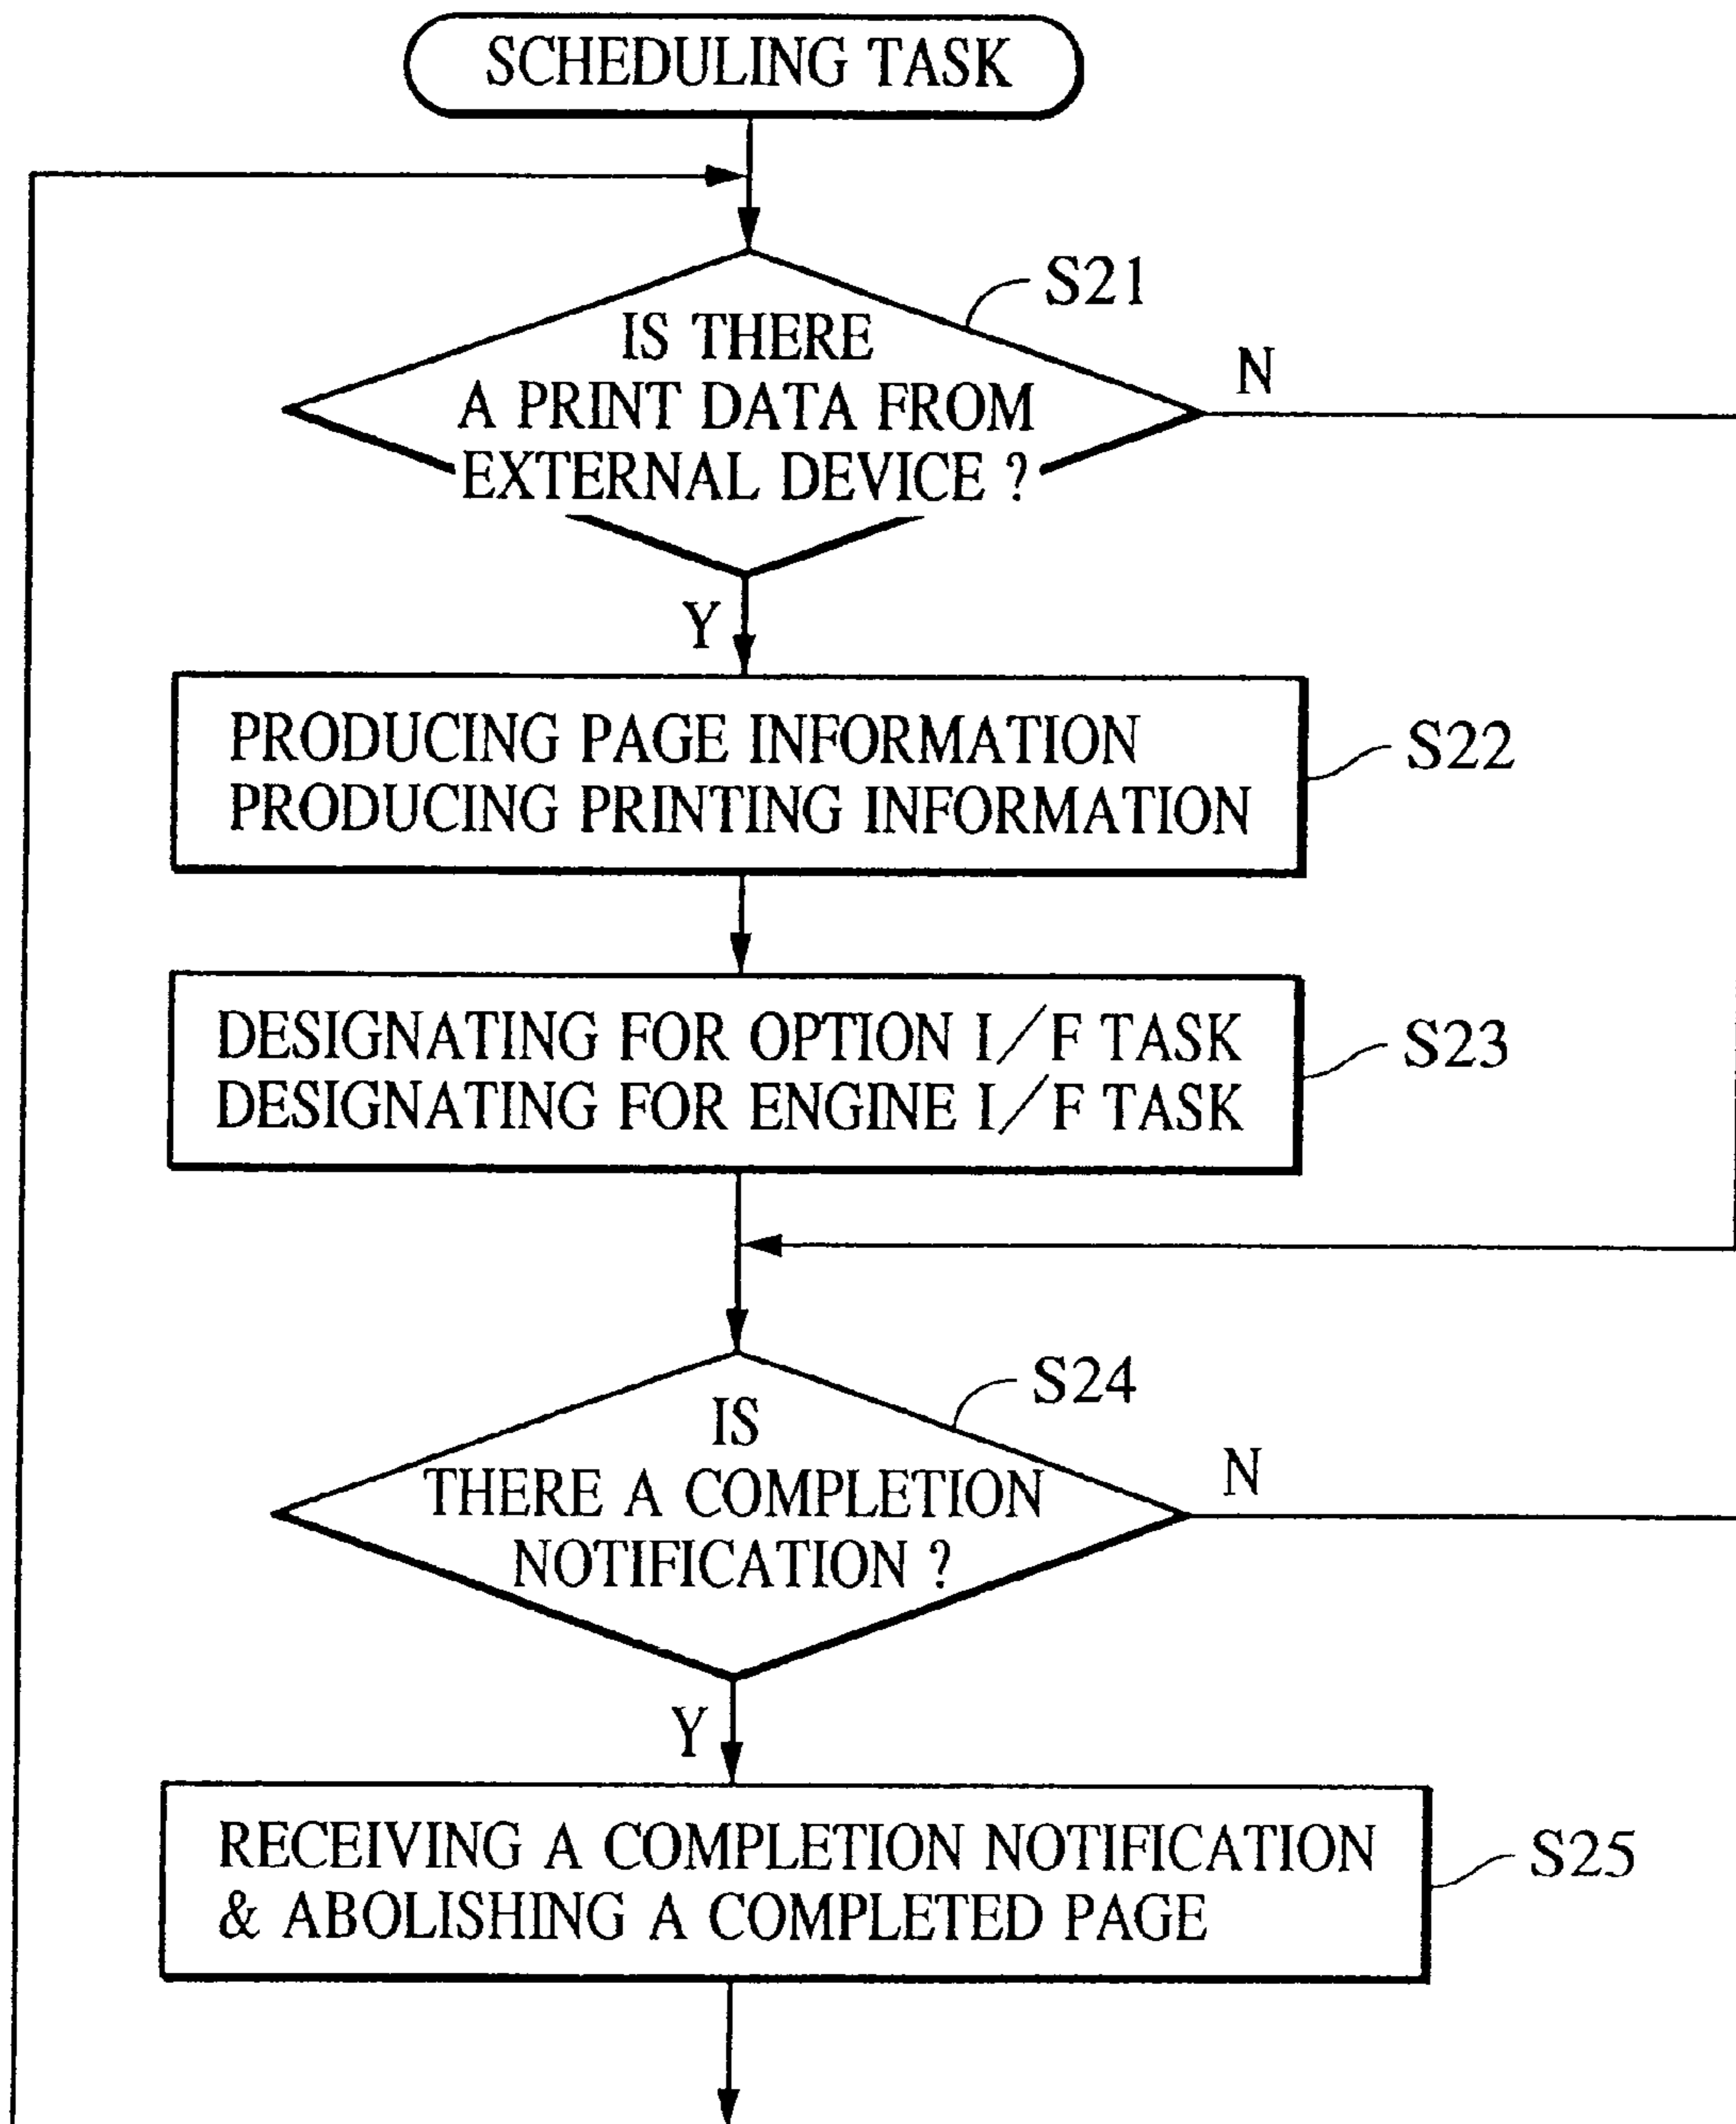 SCHEDULING TASK
S21
IS THERE
A PRINT DATA FROM
EXTERNAL DEVICE ?
N
Y
PRODUCING PAGE INFORMATION
PRODUCING PRINTING INFORMATION
S22
DESIGNATING FOR OPTION I/F TASK
DESIGNATING FOR ENGINE I/F TASK
S23
S24
IS
THERE A COMPLETION
NOTIFICATION ?
N
Y
RECEIVING A COMPLETION NOTIFICATION
& ABOLISHING A COMPLETED PAGE
S25